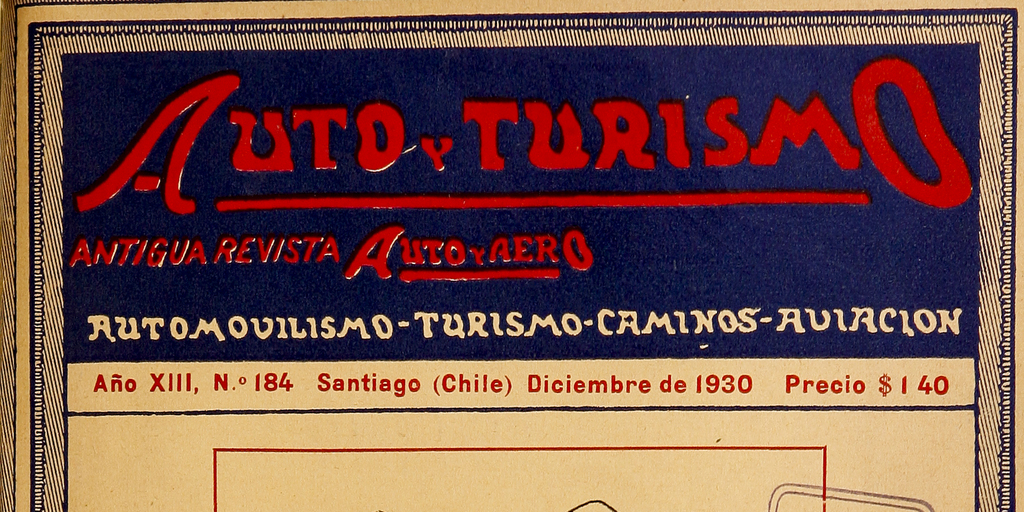 AUTO Y TURISMO
ANTIGUA REVISTA AUTO Y AERO
AUTOMOVILISMO-TURISMO-CAMINOS-AVIACION
Año XIII, N.º 184 Santiago (Chile) Diciembre de 1930 Precio $ 1 40